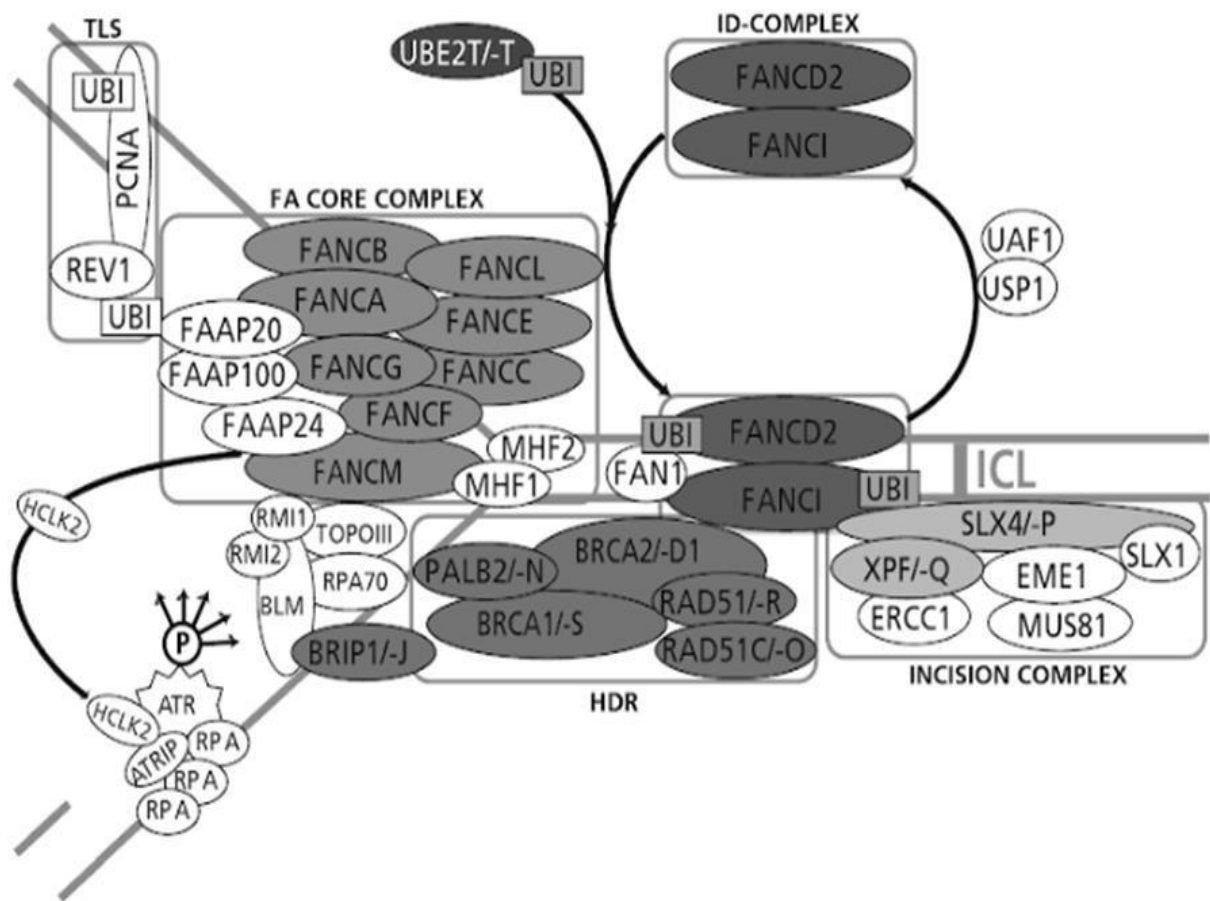 TLS
UBI
PCNA
REV1
UBI
UBE2T/-T
UBI
ID-COMPLEX
FANCD2
FANCI
UAF1
USP1
FA CORE COMPLEX
FANCB
FANCL
FANCA
FANCE
FAAP20
FANCG
FANCC
FAAP100
FANCF
FAAP24
MHF2
FANCM
MHF1
UBI
FANCD2
FAN1
FANCI
UBI
ICL
HCLK2
RMI1
TOPOIII
RMI2
RPA70
BLM
BRIP1/-J
PALB2/-N
BRCA2/-D1
BRCA1/-S
RAD51/-R
RAD51C/-O
HDR
SLX4/-P
SLX1
XPF/-Q
EME1
ERCC1
MUS81
INCISION COMPLEX
P
ATR
HCLK2
ATRIP
RPA
RPA
RPA